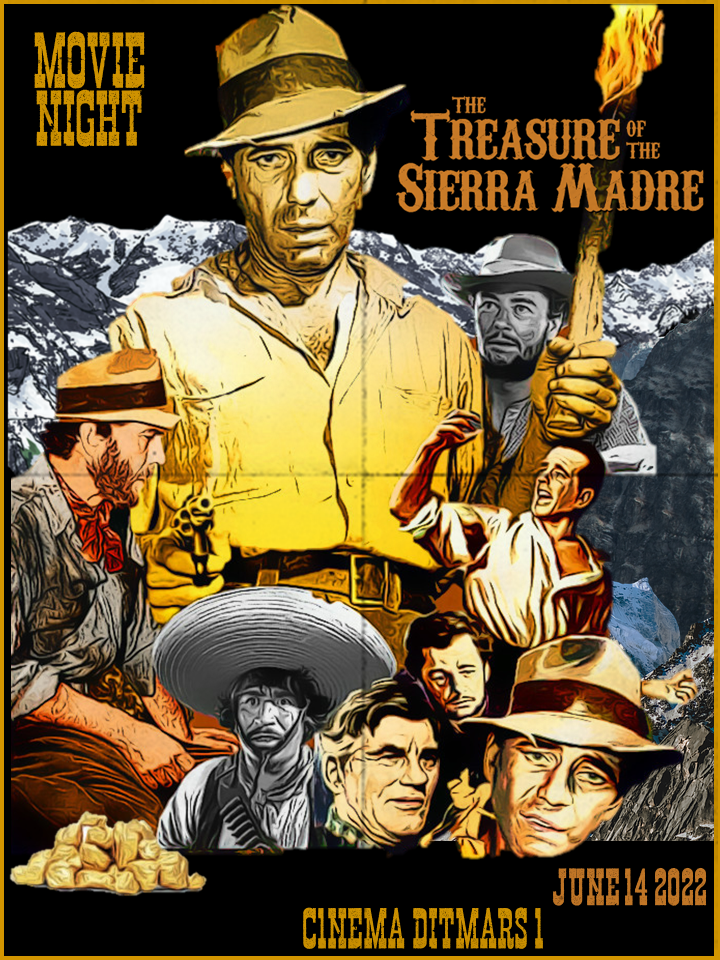 MOVIE
NIGHT
THE
TREASURE OF
THE
SIERRA MADRE
JUNE 14 2022
CINEMA DITMARS 1